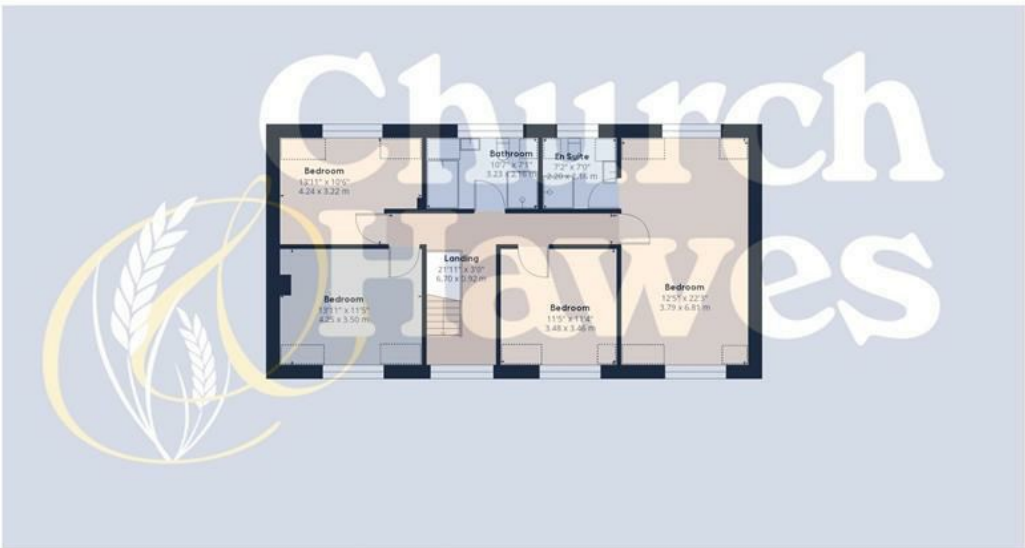 Church
& Hawes
Bedroom
13'11" x 10'6"
4.24 x 3.22 m
Bathroom
10'7" x 7'1"
3.23 x 2.16 m
En Suite
7'2" x 7'0"
Landing
21'11" x 3'0"
6.70 x 0.92 m
Bedroom
13'11" x 11'5"
4.25 x 3.50 m
Bedroom
11'5" x 11'4"
3.48 x 3.46 m
Bedroom
12'5" x 22'3"
3.79 x 6.81 m